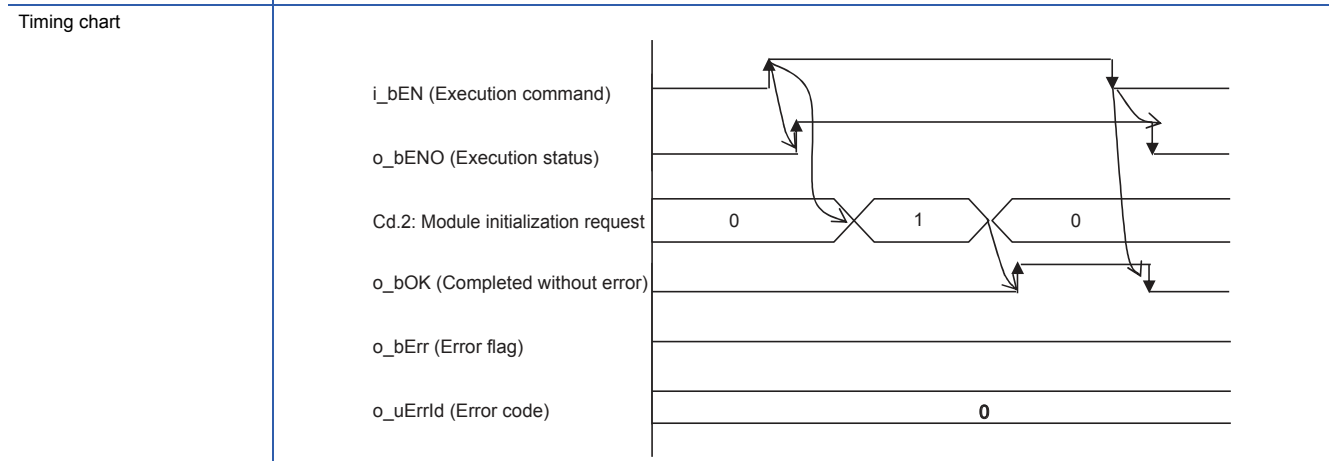 Timing chart
i_bEN (Execution command)
o_bENO (Execution status)
Cd.2: Module initialization request 0 1 0
o_bOK (Completed without error)
o_bErr (Error flag)
o_uErrId (Error code) 0